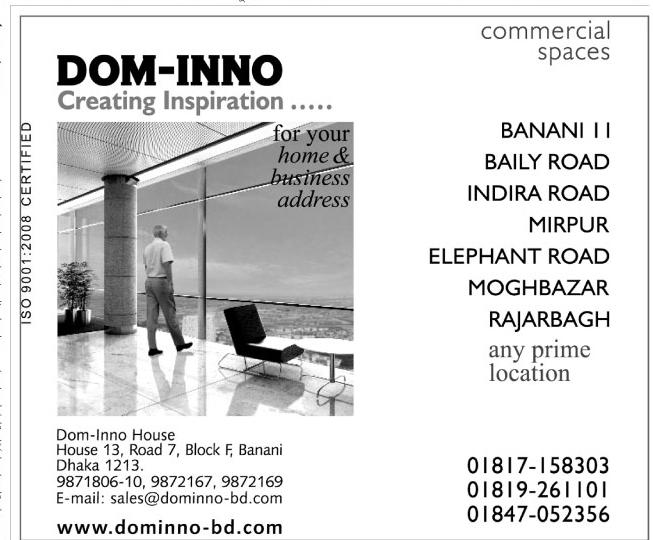 commercial
spaces
DOM-INNO
Creating Inspiration .....
ISO 9001:2008 CERTIFIED
for your
home &
business
address
BANANI 11
BAILY ROAD
INDIRA ROAD
MIRPUR
ELEPHANT ROAD
MOGHBAZAR
RAJARBAGH
any prime
location
Dom-Inno House
House 13, Road 7, Block F, Banani
Dhaka 1213.
9871806-10, 9872167, 9872169
E-mail: sales@dominno-bd.com
www.dominno-bd.com
01817-158303
01819-261101
01847-052356